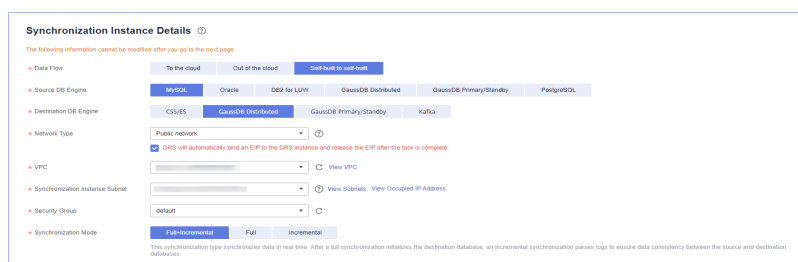 Synchronization Instance Details ?
The following information cannot be modified after you go to the next page.
* Data Flow To the cloud Out of the cloud Self-built to self-built
* Source DB Engine MySQL Oracle DB2 for LUW GaussDB Distributed GaussDB Primary/Standby PostgreSQL
* Destination DB Engine CSS/ES GaussDB Distributed GaussDB Primary/Standby Kafka
* Network Type Public network ?
DRS will automatically bind an EIP to the DRS instance and release the EIP after the task is complete.
* VPC View VPC
* Synchronization Instance Subnet ? View Subnets View Occupied IP Address
* Security Group default
* Synchronization Mode Full+Incremental Full Incremental
This synchronization type synchronizes data in real time. After a full synchronization initializes the destination database, an incremental synchronization parses logs to ensure data consistency between the source and destination
databases.